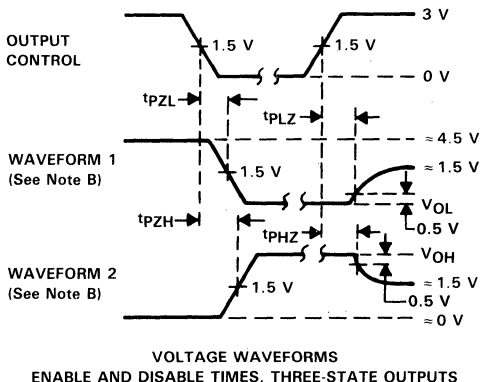 3 V
OUTPUT
CONTROL
1.5 V
1.5 V
0 V
tPZL
tPLZ
≈ 4.5 V
WAVEFORM 1
(See Note B)
1.5 V
≈ 1.5 V
VOL
0.5 V
tPZH
tPHZ
VOH
WAVEFORM 2
(See Note B)
1.5 V
≈ 1.5 V
0.5 V
≈ 0 V
VOLTAGE WAVEFORMS
ENABLE AND DISABLE TIMES, THREE-STATE OUTPUTS